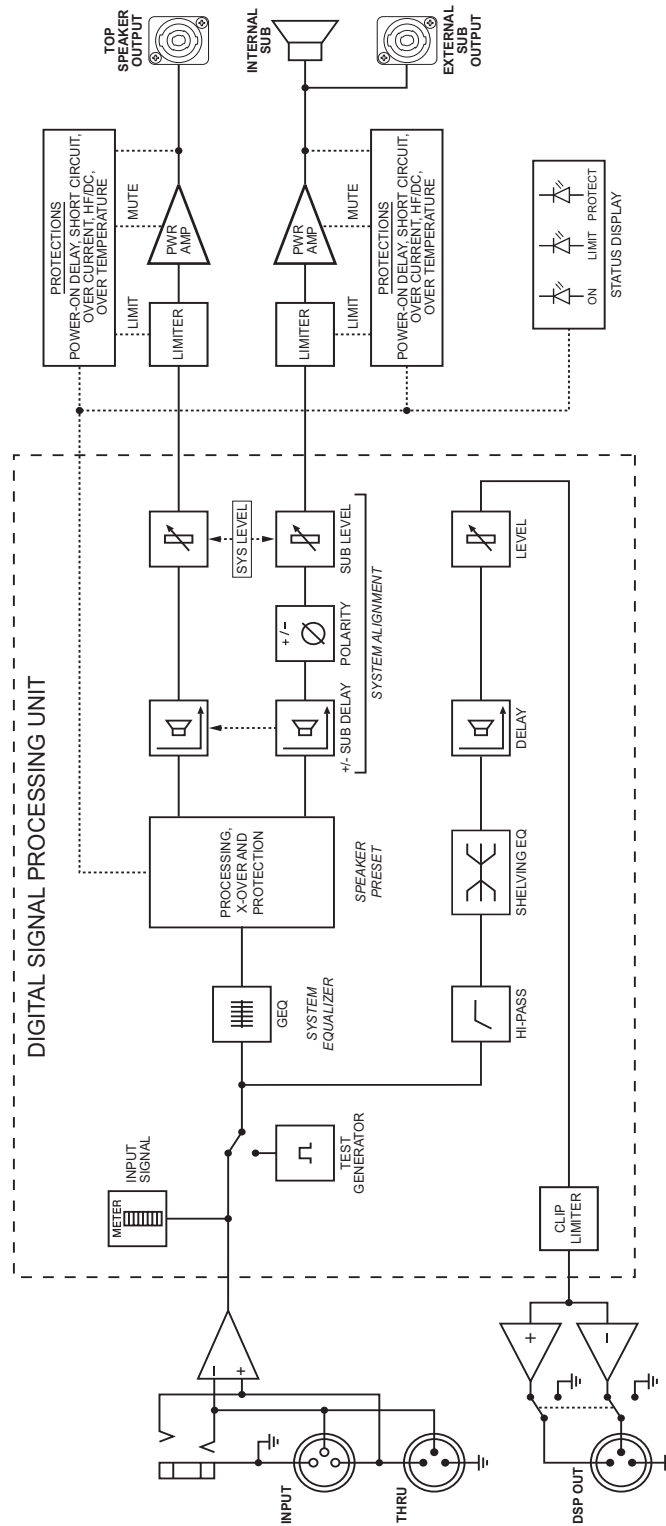 DIGITAL SIGNAL PROCESSING UNIT
INPUT
THRU
DSP OUT
−
+
+
−
METER
INPUT
SIGNAL
TEST
GENERATOR
CLIP
LIMITER
GEQ
SYSTEM
EQUALIZER
HI-PASS
PROCESSING,
X-OVER AND
PROTECTION
SPEAKER
PRESET
SHELVING EQ
+/- SUB DELAY
DELAY
+/-
POLARITY
SYS LEVEL
SUB LEVEL
SYSTEM ALIGNMENT
LEVEL
PROTECTIONS
POWER-ON DELAY, SHORT CIRCUIT,
OVER CURRENT, HF/DC,
OVER TEMPERATURE
LIMIT
MUTE
LIMITER
PWR
AMP
TOP
SPEAKER
OUTPUT
LIMITER
PWR
AMP
LIMIT
MUTE
PROTECTIONS
POWER-ON DELAY, SHORT CIRCUIT,
OVER CURRENT, HF/DC,
OVER TEMPERATURE
INTERNAL
SUB
EXTERNAL
SUB
OUTPUT
ON
LIMIT
PROTECT
STATUS DISPLAY